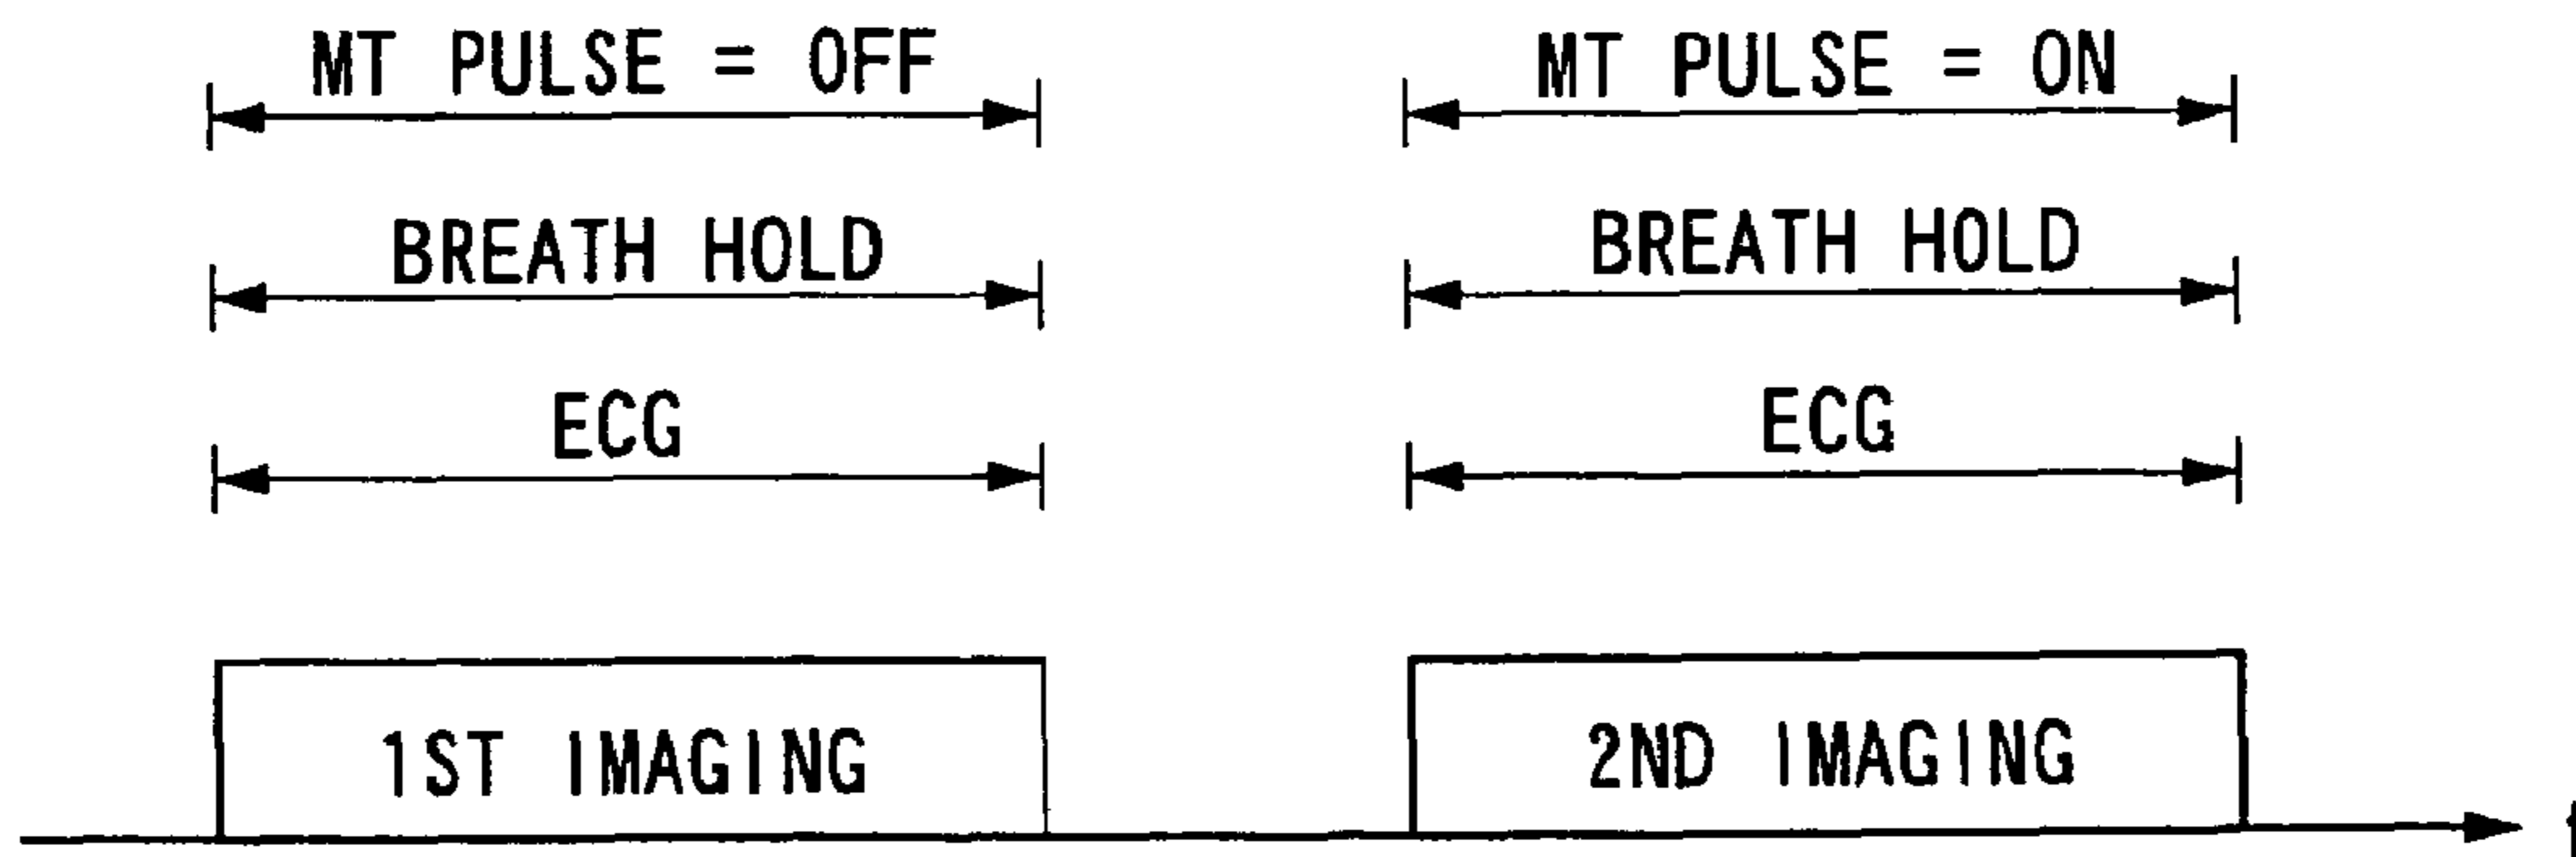 MT PULSE = OFF
MT PULSE = ON
BREATH HOLD
BREATH HOLD
ECG
ECG
1ST IMAGING
2ND IMAGING